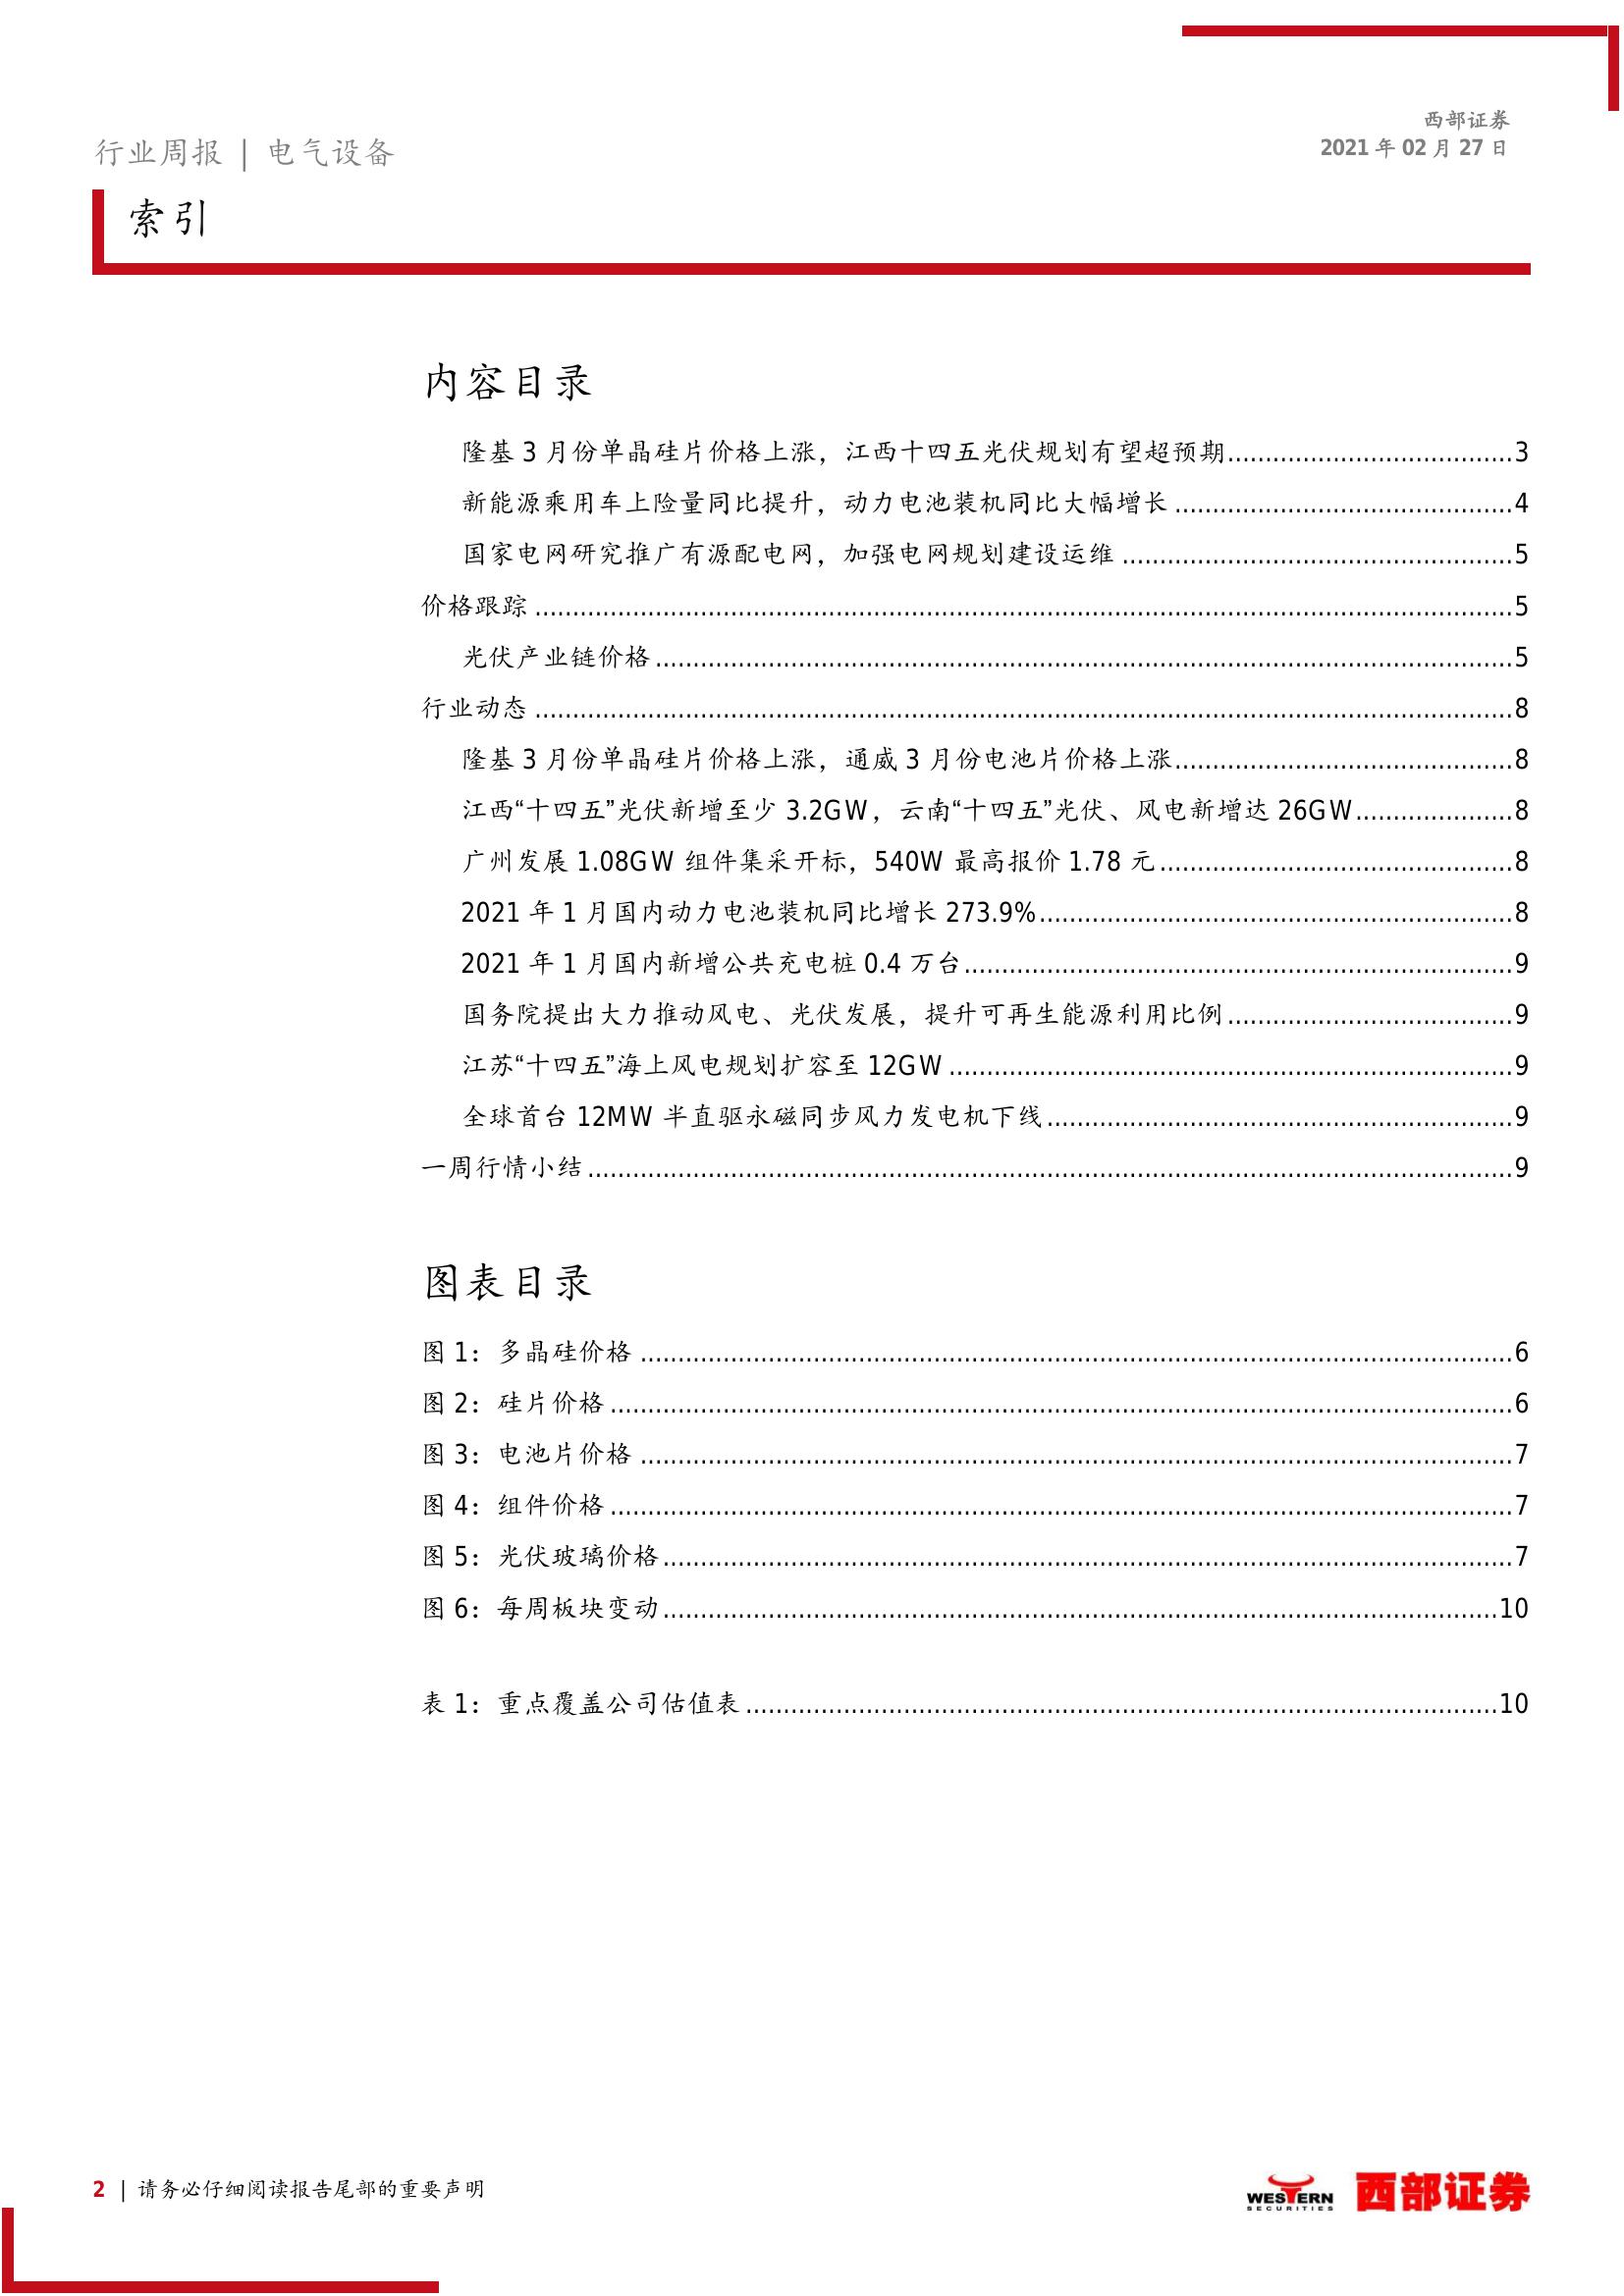 西部证券
行业周报 | 电气设备
2021 年 02 月 27 日
索引
内容目录
隆基 3 月份单晶硅片价格上涨，江西十四五光伏规划有望超预期......................................3
新能源乘用车上险量同比提升，动力电池装机同比大幅增长.............................................4
国家电网研究推广有源配电网，加强电网规划建设运维....................................................5
价格跟踪..................................................................................................................................5
光伏产业链价格..................................................................................................................5
行业动态..................................................................................................................................8
隆基 3 月份单晶硅片价格上涨，通威 3 月份电池片价格上涨.............................................8
江西“十四五”光伏新增至少 3.2GW，云南“十四五”光伏、风电新增达 26GW.....................8
广州发展 1.08GW 组件集采开标，540W 最高报价 1.78 元...............................................8
2021 年 1 月国内动力电池装机同比增长 273.9%...............................................................8
2021 年 1 月国内新增公共充电桩 0.4 万台.........................................................................9
国务院提出大力推动风电、光伏发展，提升可再生能源利用比例......................................9
江苏“十四五”海上风电规划扩容至 12GW...........................................................................9
全球首台 12MW 半直驱永磁同步风力发电机下线..............................................................9
一周行情小结...........................................................................................................................9
图表目录
图 1：多晶硅价格....................................................................................................................6
图 2：硅片价格........................................................................................................................6
图 3：电池片价格....................................................................................................................7
图 4：组件价格........................................................................................................................7
图 5：光伏玻璃价格.................................................................................................................7
图 6：每周板块变动...............................................................................................................10
表 1：重点覆盖公司估值表....................................................................................................10
2 | 请务必仔细阅读报告尾部的重要声明
WESTERN
SECURITIES
西部证券